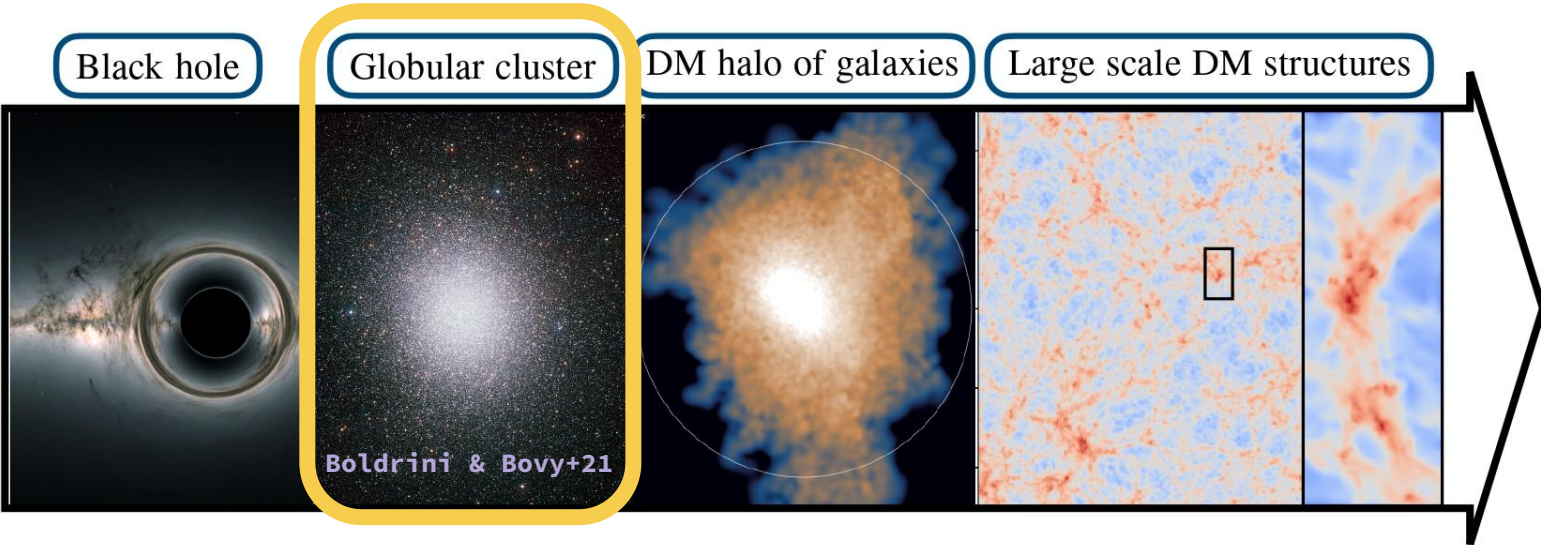 Black hole
Globular cluster
DM halo of galaxies
Large scale DM structures
Boldrini & Bovy+21